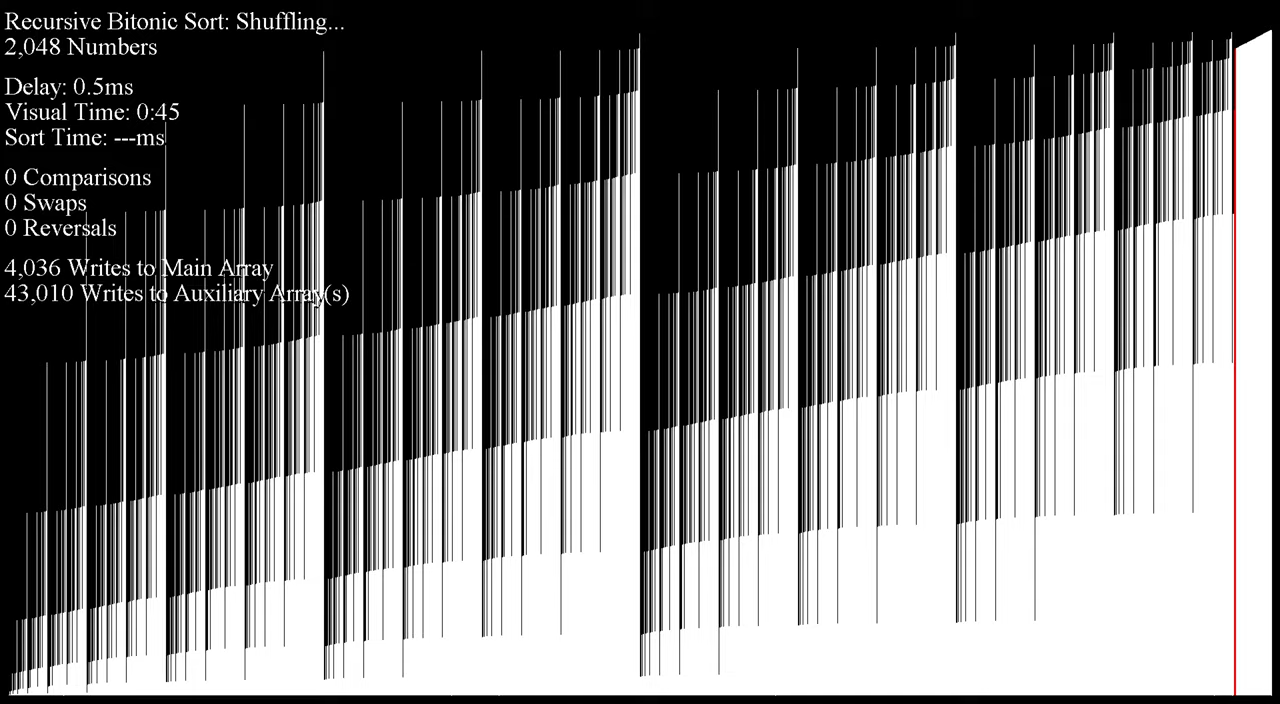 Recursive Bitonic Sort: Shuffling...
2,048 Numbers
Delay: 0.5ms
Visual Time: 0:45
Sort Time: ---ms
0 Comparisons
0 Swaps
0 Reversals
4,036 Writes to Main Array
43,010 Writes to Auxiliary Array(s)